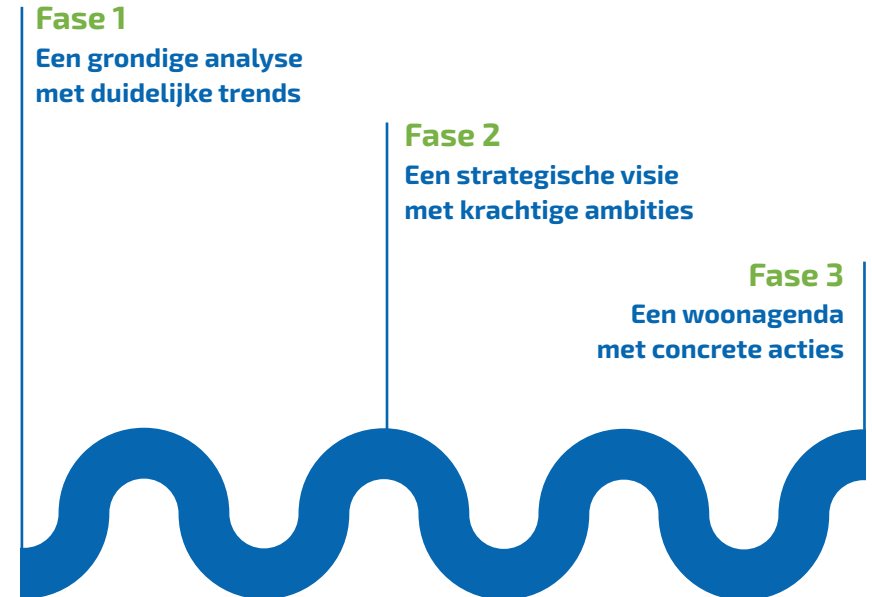 Fase 1
Een grondige analyse
met duidelijke trends
Fase 2
Een strategische visie
met krachtige ambities
Fase 3
Een woonagenda
met concrete acties